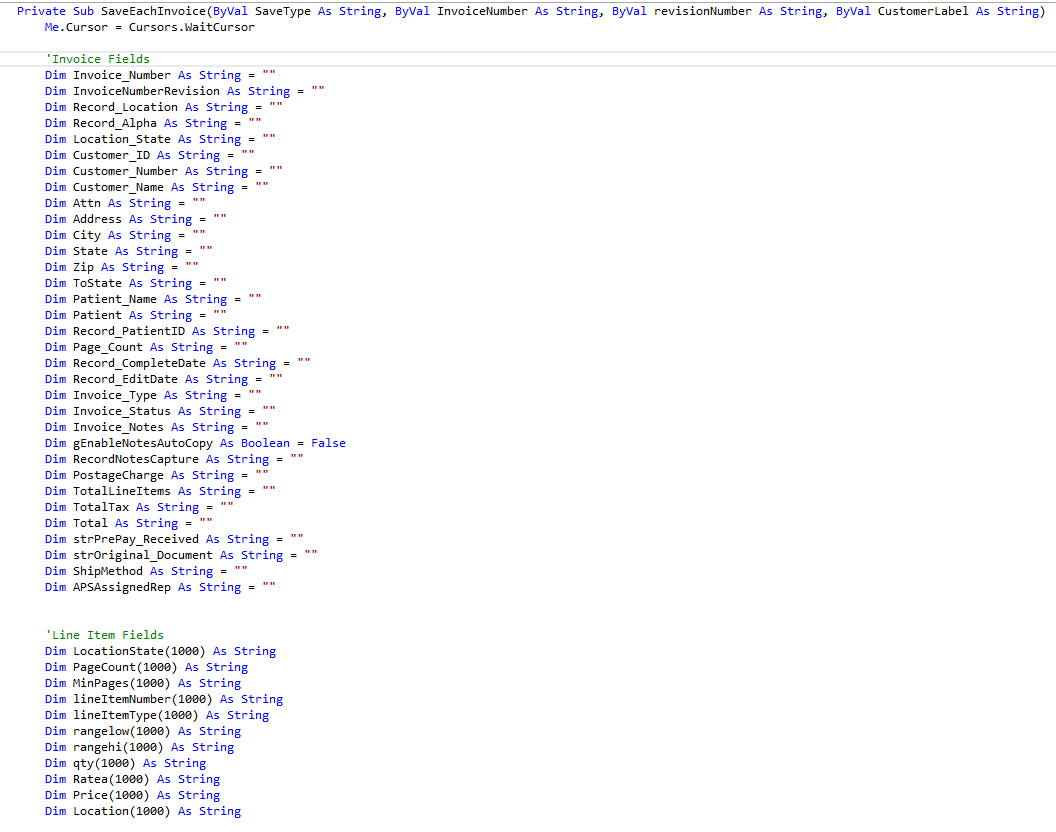 Private Sub SaveEachInvoice(ByVal SaveType As String, ByVal InvoiceNumber As String, ByVal revisionNumber As String, ByVal CustomerLabel As String)
Me.Cursor = Cursors.WaitCursor
'Invoice Fields
Dim Invoice_Number As String = ""
Dim InvoiceNumberRevision As String = ""
Dim Record_Location As String = ""
Dim Record_Alpha As String = ""
Dim Location_State As String = ""
Dim Customer_ID As String = ""
Dim Customer_Number As String = ""
Dim Customer_Name As String = ""
Dim Attn As String = ""
Dim Address As String = ""
Dim City As String = ""
Dim State As String = ""
Dim Zip As String = ""
Dim ToState As String = ""
Dim Patient_Name As String = ""
Dim Patient As String = ""
Dim Record_PatientID As String = ""
Dim Page_Count As String = ""
Dim Record_CompleteDate As String = ""
Dim Record_EditDate As String = ""
Dim Invoice_Type As String = ""
Dim Invoice_Status As String = ""
Dim Invoice_Notes As String = ""
Dim gEnableNotesAutoCopy As Boolean = False
Dim RecordNotesCapture As String = ""
Dim PostageCharge As String = ""
Dim TotalLineItems As String = ""
Dim TotalTax As String = ""
Dim Total As String = ""
Dim strPrePay_Received As String = ""
Dim strOriginal_Document As String = ""
Dim ShipMethod As String = ""
Dim APSAssignedRep As String = ""
'Line Item Fields
Dim LocationState(1000) As String
Dim PageCount(1000) As String
Dim MinPages(1000) As String
Dim lineItemNumber(1000) As String
Dim lineItemType(1000) As String
Dim rangelow(1000) As String
Dim rangehi(1000) As String
Dim qty(1000) As String
Dim Ratea(1000) As String
Dim Price(1000) As String
Dim Location(1000) As String